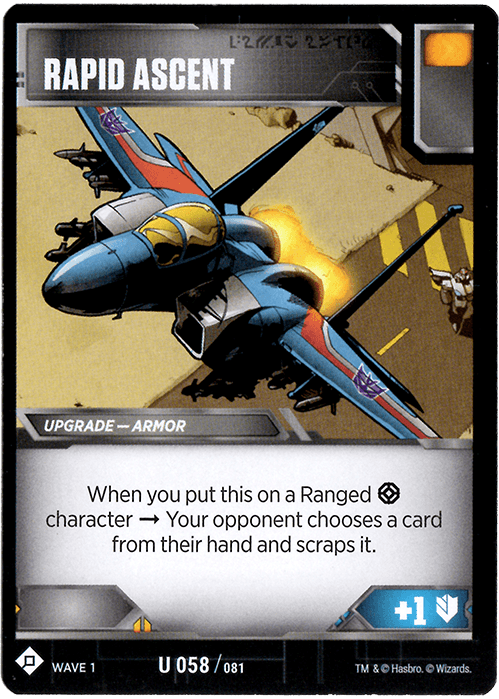 RAPID ASCENT
UPGRADE — ARMOR
When you put this on a Ranged
character → Your opponent chooses a card
from their hand and scraps it.
+1
WAVE 1
U 058 / 081
TM & © Hasbro. © Wizards.